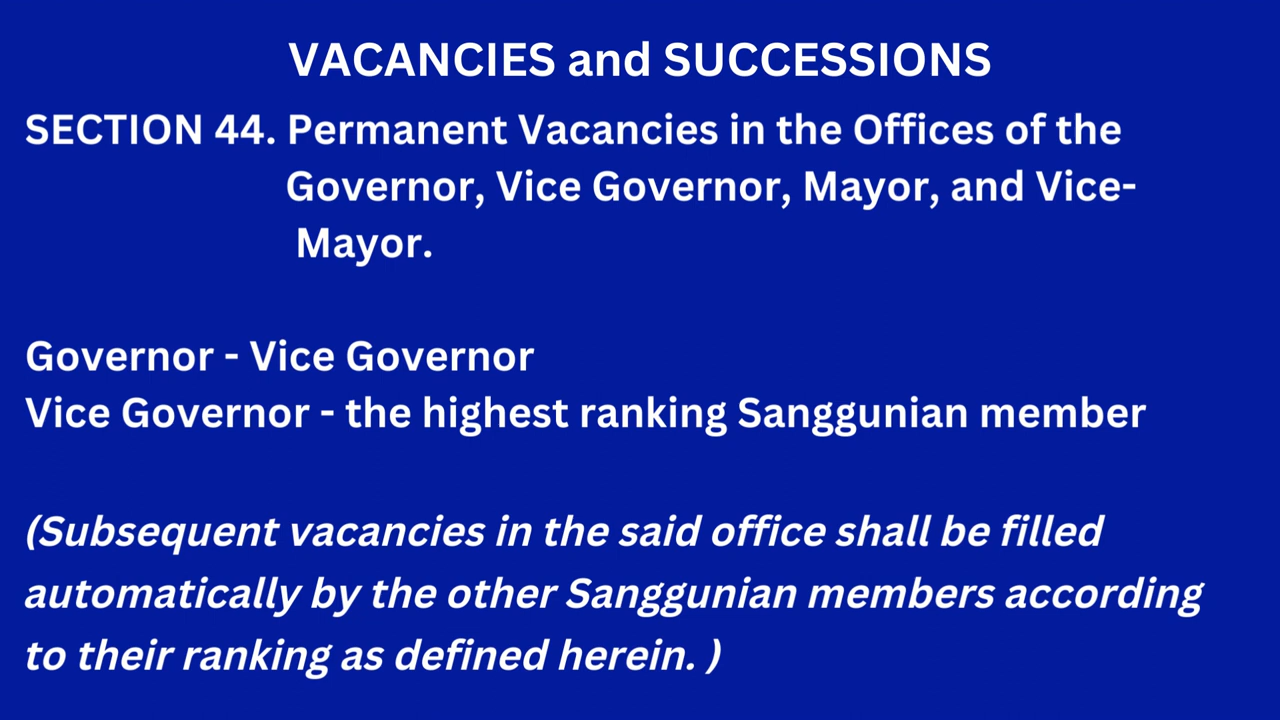 VACANCIES and SUCCESSIONS
SECTION 44. Permanent Vacancies in the Offices of the
Governor, Vice Governor, Mayor, and Vice-
Mayor.
Governor - Vice Governor
Vice Governor - the highest ranking Sanggunian member
(Subsequent vacancies in the said office shall be filled
automatically by the other Sanggunian members according
to their ranking as defined herein. )